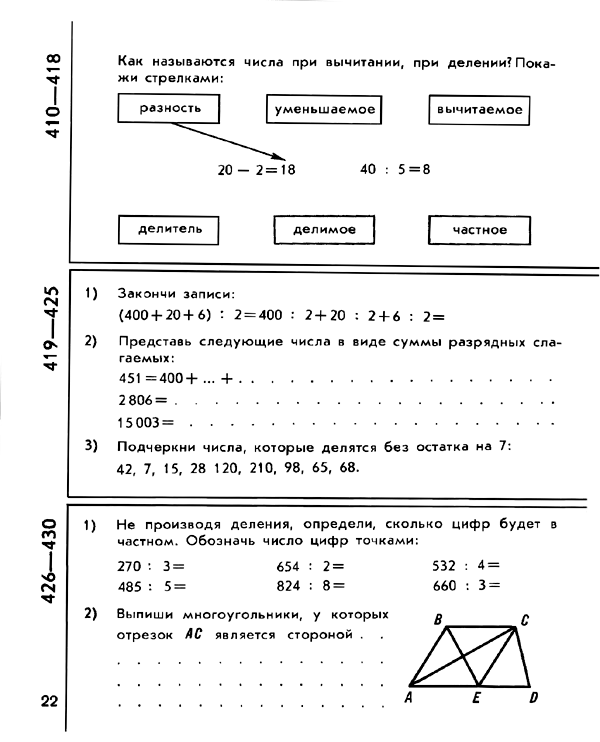 410—418
Как называются числа при вычитании, при делении? Пока-
жи стрелками:
разность уменьшаемое вычитаемое
20 — 2=18 40 : 5=8
делитель делимое частное
419—425
1) Закончи записи:
(400+20+6) : 2=400 : 2+20 : 2+6 : 2=
2) Представь следующие числа в виде суммы разрядных сла-
гаемых:
451=400+ ... + . . . . . . . . . . . . . . . . .
2806= . . . . . . . . . . . . . . . . . . . .
15003= . . . . . . . . . . . . . . . . . . .
3) Подчеркни числа, которые делятся без остатка на 7:
42, 7, 15, 28 120, 210, 98, 65, 68.
426—430
1) Не производя деления, определи, сколько цифр будет в
частном. Обозначь число цифр точками:
270 : 3= 654 : 2= 532 : 4=
485 : 5= 824 : 8= 660 : 3=
2) Выпиши многоугольники, у которых
отрезок AC является стороной . .
. . . . . . . . . . . . . .
. . . . . . . . . . . . . .
. . . . . . . . . . . . . .
B C
A E D
22